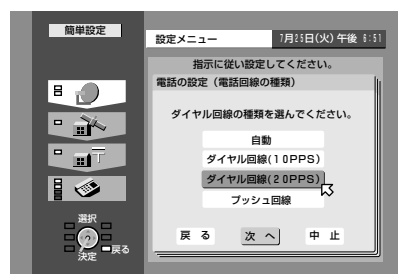 簡単設定
設定メニュー
7月25日(火)午後 6:51
指示に従い設定してください。
電話の設定(電話回線の種類)
ダイヤル回線の種類を選んでください。
自動
ダイヤル回線(10PPS)
ダイヤル回線(20PPS)
プッシュ回線
戻 る
次 へ
中 止
選択
戻る
決定